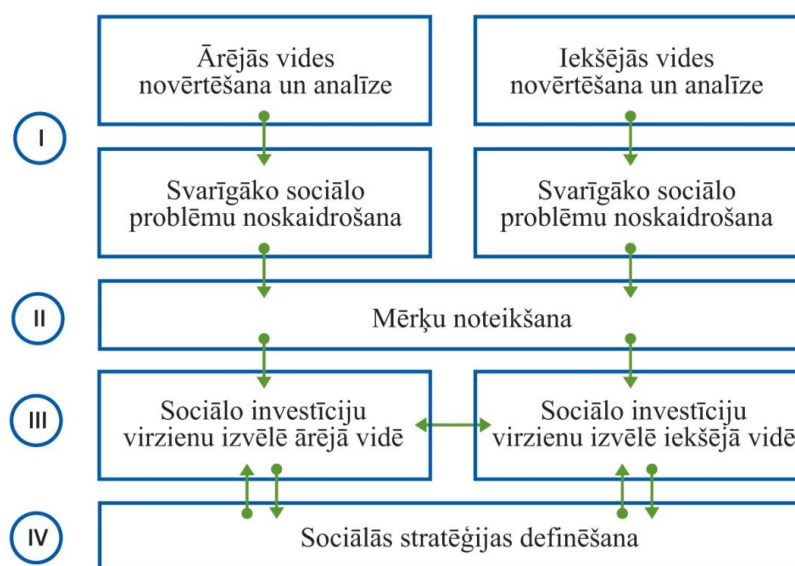 Ārējās vides
novērtēšana un analīze
Iekšējās vides
novērtēšana un analīze
I
Svarīgāko sociālo
problēmu noskaidrošana
Svarīgāko sociālo
problēmu noskaidrošana
II
Mērķu noteikšana
III
Sociālo investīciju
virzienu izvēlē ārējā vidē
Sociālo investīciju
virzienu izvēlē iekšējā vidē
IV
Sociālās stratēģijas definēšana